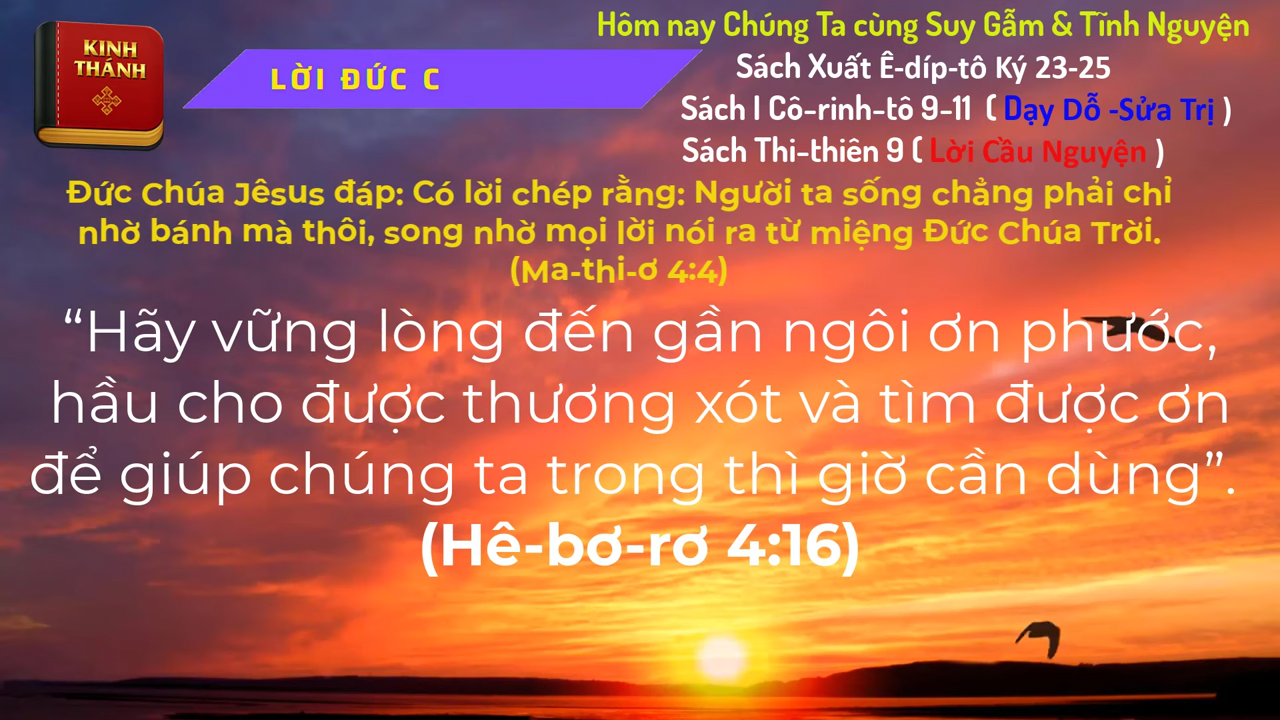 KINH
THÁNH
LỜI ĐỨC C
Hôm nay Chúng Ta cùng Suy Gẫm & Tĩnh Nguyện
Sách Xuất Ê-díp-tô Ký 23-25
Sách I Cô-rinh-tô 9-11 ( Dạy Dỗ -Sửa Trị )
Sách Thi-thiên 9 ( Lời Cầu Nguyện )
Đức Chúa Jêsus đáp: Có lời chép rằng: Người ta sống chẳng phải chỉ
nhờ bánh mà thôi, song nhờ mọi lời nói ra từ miệng Đức Chúa Trời.
(Ma-thi-ơ 4:4)
“Hãy vững lòng đến gần ngôi ơn phước,
hầu cho được thương xót và tìm được ơn
để giúp chúng ta trong thì giờ cần dùng”.
(Hê-bơ-rơ 4:16)